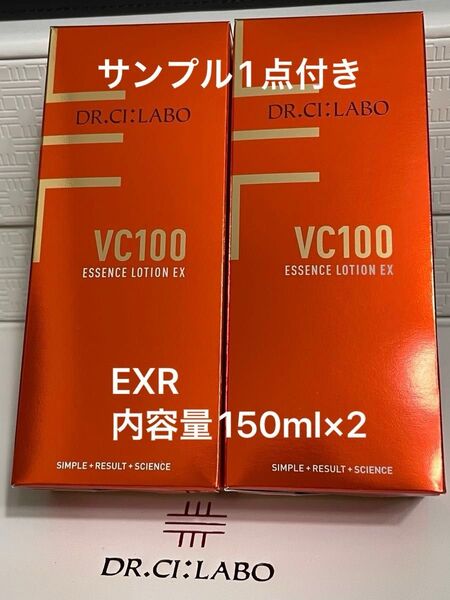 サンプル1点付き
DR.CI:LABO
DR.CI:LABO
VC100
ESSENCE LOTION EX
VC100
ESSENCE LOTION EX
EXR
内容量150ml×2
SIMPLE+RESULT+SCIENCE
SIMPLE+RESULT+SCIENCE
DR.CI:LABO